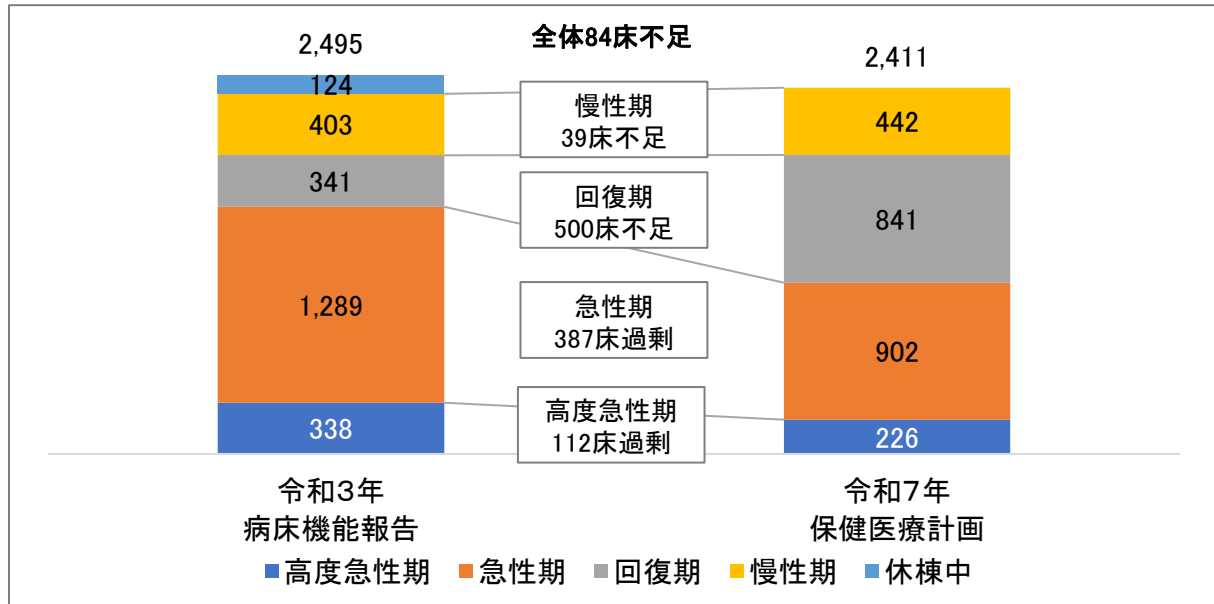 全体84床不足
2,495
2,411
124
403
341
1,289
338
慢性期
39床不足
回復期
500床不足
急性期
387床過剰
高度急性期
112床過剰
442
841
902
226
令和3年
病床機能報告
令和7年
保健医療計画
高度急性期 急性期 回復期 慢性期 休棟中